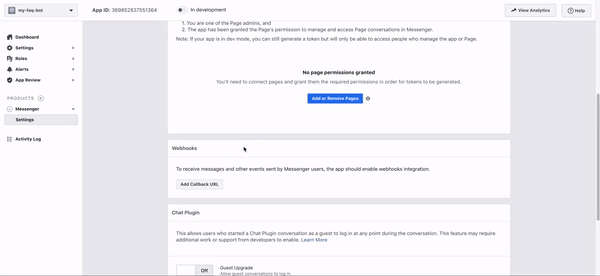 my-faq-bot
App ID: 369852837551364
In development
View Analytics
Help
Dashboard
Settings
Roles
Alerts
App Review
PRODUCTS
Messenger
Settings
Activity Log
1. You are one of the Page admins, and
2. The app has been granted the Page's permission to manage and access Page conversations in Messenger.
Note: If your app is in dev mode, you can still generate a token but will only be able to access people who manage the app or Page.
No page permissions granted
You'll need to connect pages and grant them the required permissions in order for tokens to be generated.
Add or Remove Pages
Webhooks
To receive messages and other events sent by Messenger users, the app should enable webhooks integration.
Add Callback URL
Chat Plugin
This allows users who started a Chat Plugin conversation as a guest to log in at any point during the conversation. This feature may require
additional work or support from developers to enable. Learn More
Off
Guest Upgrade
Allow guest conversations to log in.